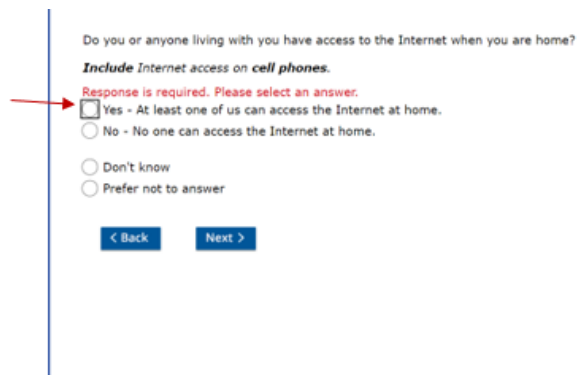 Do you or anyone living with you have access to the Internet when you are home?
Include Internet access on cell phones.
Response is required. Please select an answer.
Yes - At least one of us can access the Internet at home.
No - No one can access the Internet at home.
Don't know
Prefer not to answer
< Back
Next >